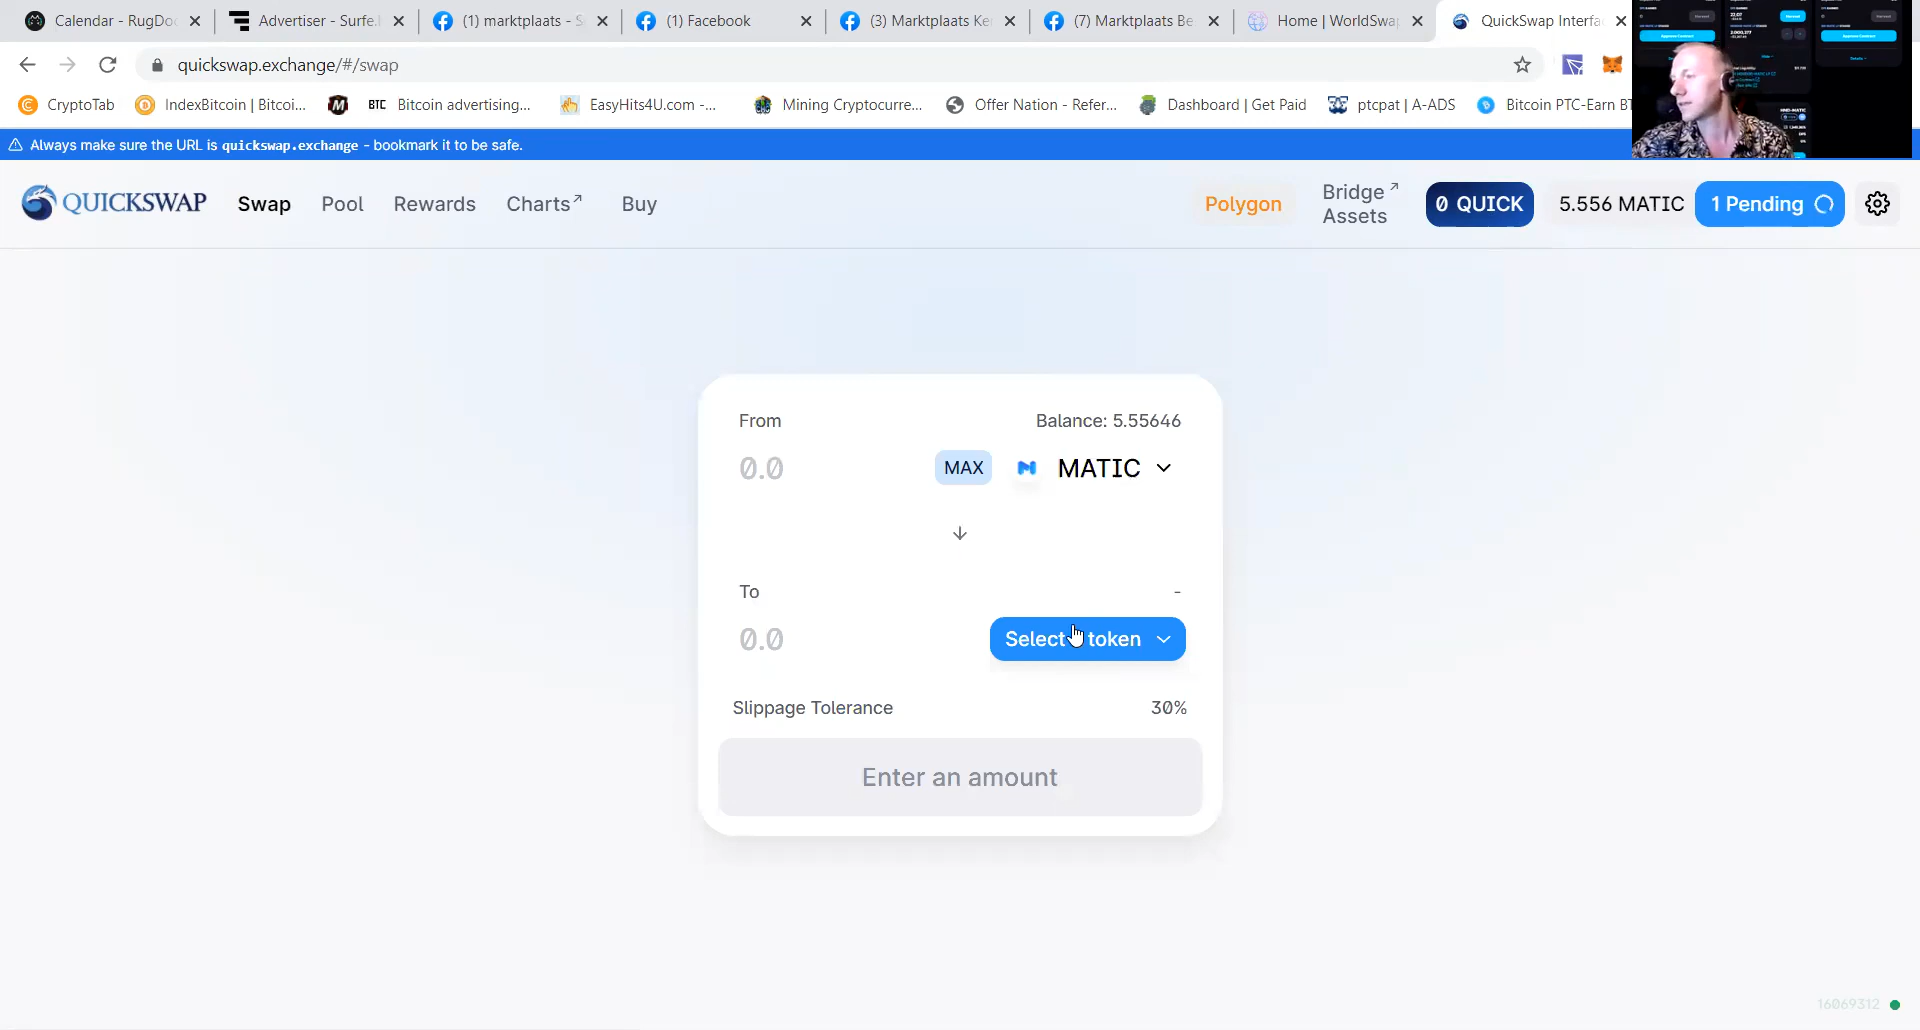 Calendar - RugDoc
Advertiser - Surfe.
(1) marktplaats - S
(1) Facebook
(3) Marktplaats Ke
(7) Marktplaats Be
Home | WorldSwa
QuickSwap Interfa
quickswap.exchange/#/swap
CryptoTab
IndexBitcoin | Bitcoi...
BTC Bitcoin advertising...
EasyHits4U.com -...
Mining Cryptocurre...
Offer Nation - Refer...
Dashboard | Get Paid
ptcpat | A-ADS
Bitcoin PTC-Earn BT
Always make sure the URL is quickswap.exchange - bookmark it to be safe.
QUICKSWAP
Swap
Pool
Rewards
Charts↗
Buy
Polygon
Bridge↗
Assets
0 QUICK
5.556 MATIC
1 Pending
From
Balance: 5.55646
0.0
MAX
MATIC
To
-
0.0
Select token
Slippage Tolerance
30%
Enter an amount
16069312